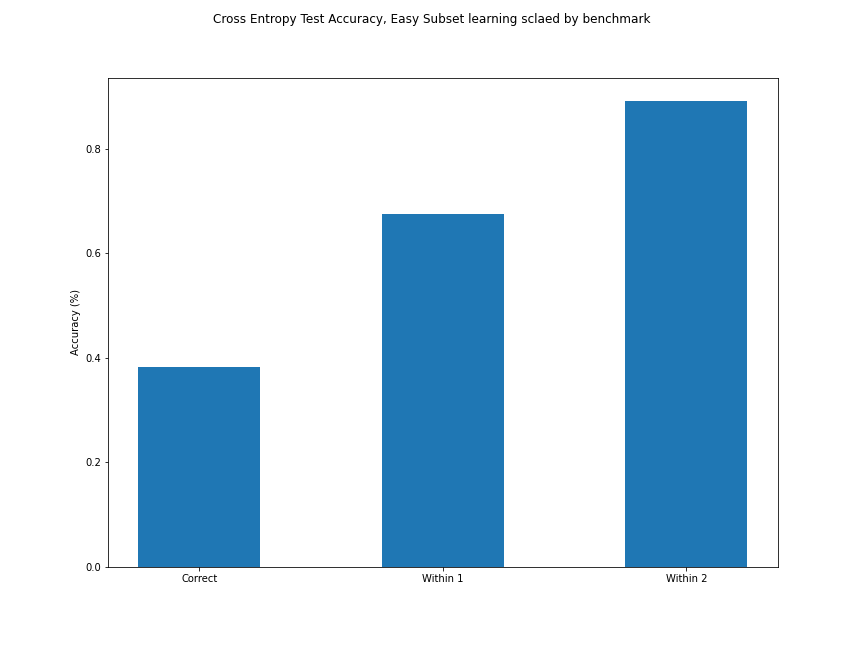 Cross Entropy Test Accuracy, Easy Subset learning sclaed by benchmark
Accuracy (%)
0.8
0.6
0.4
0.2
0.0
Correct Within 1 Within 2